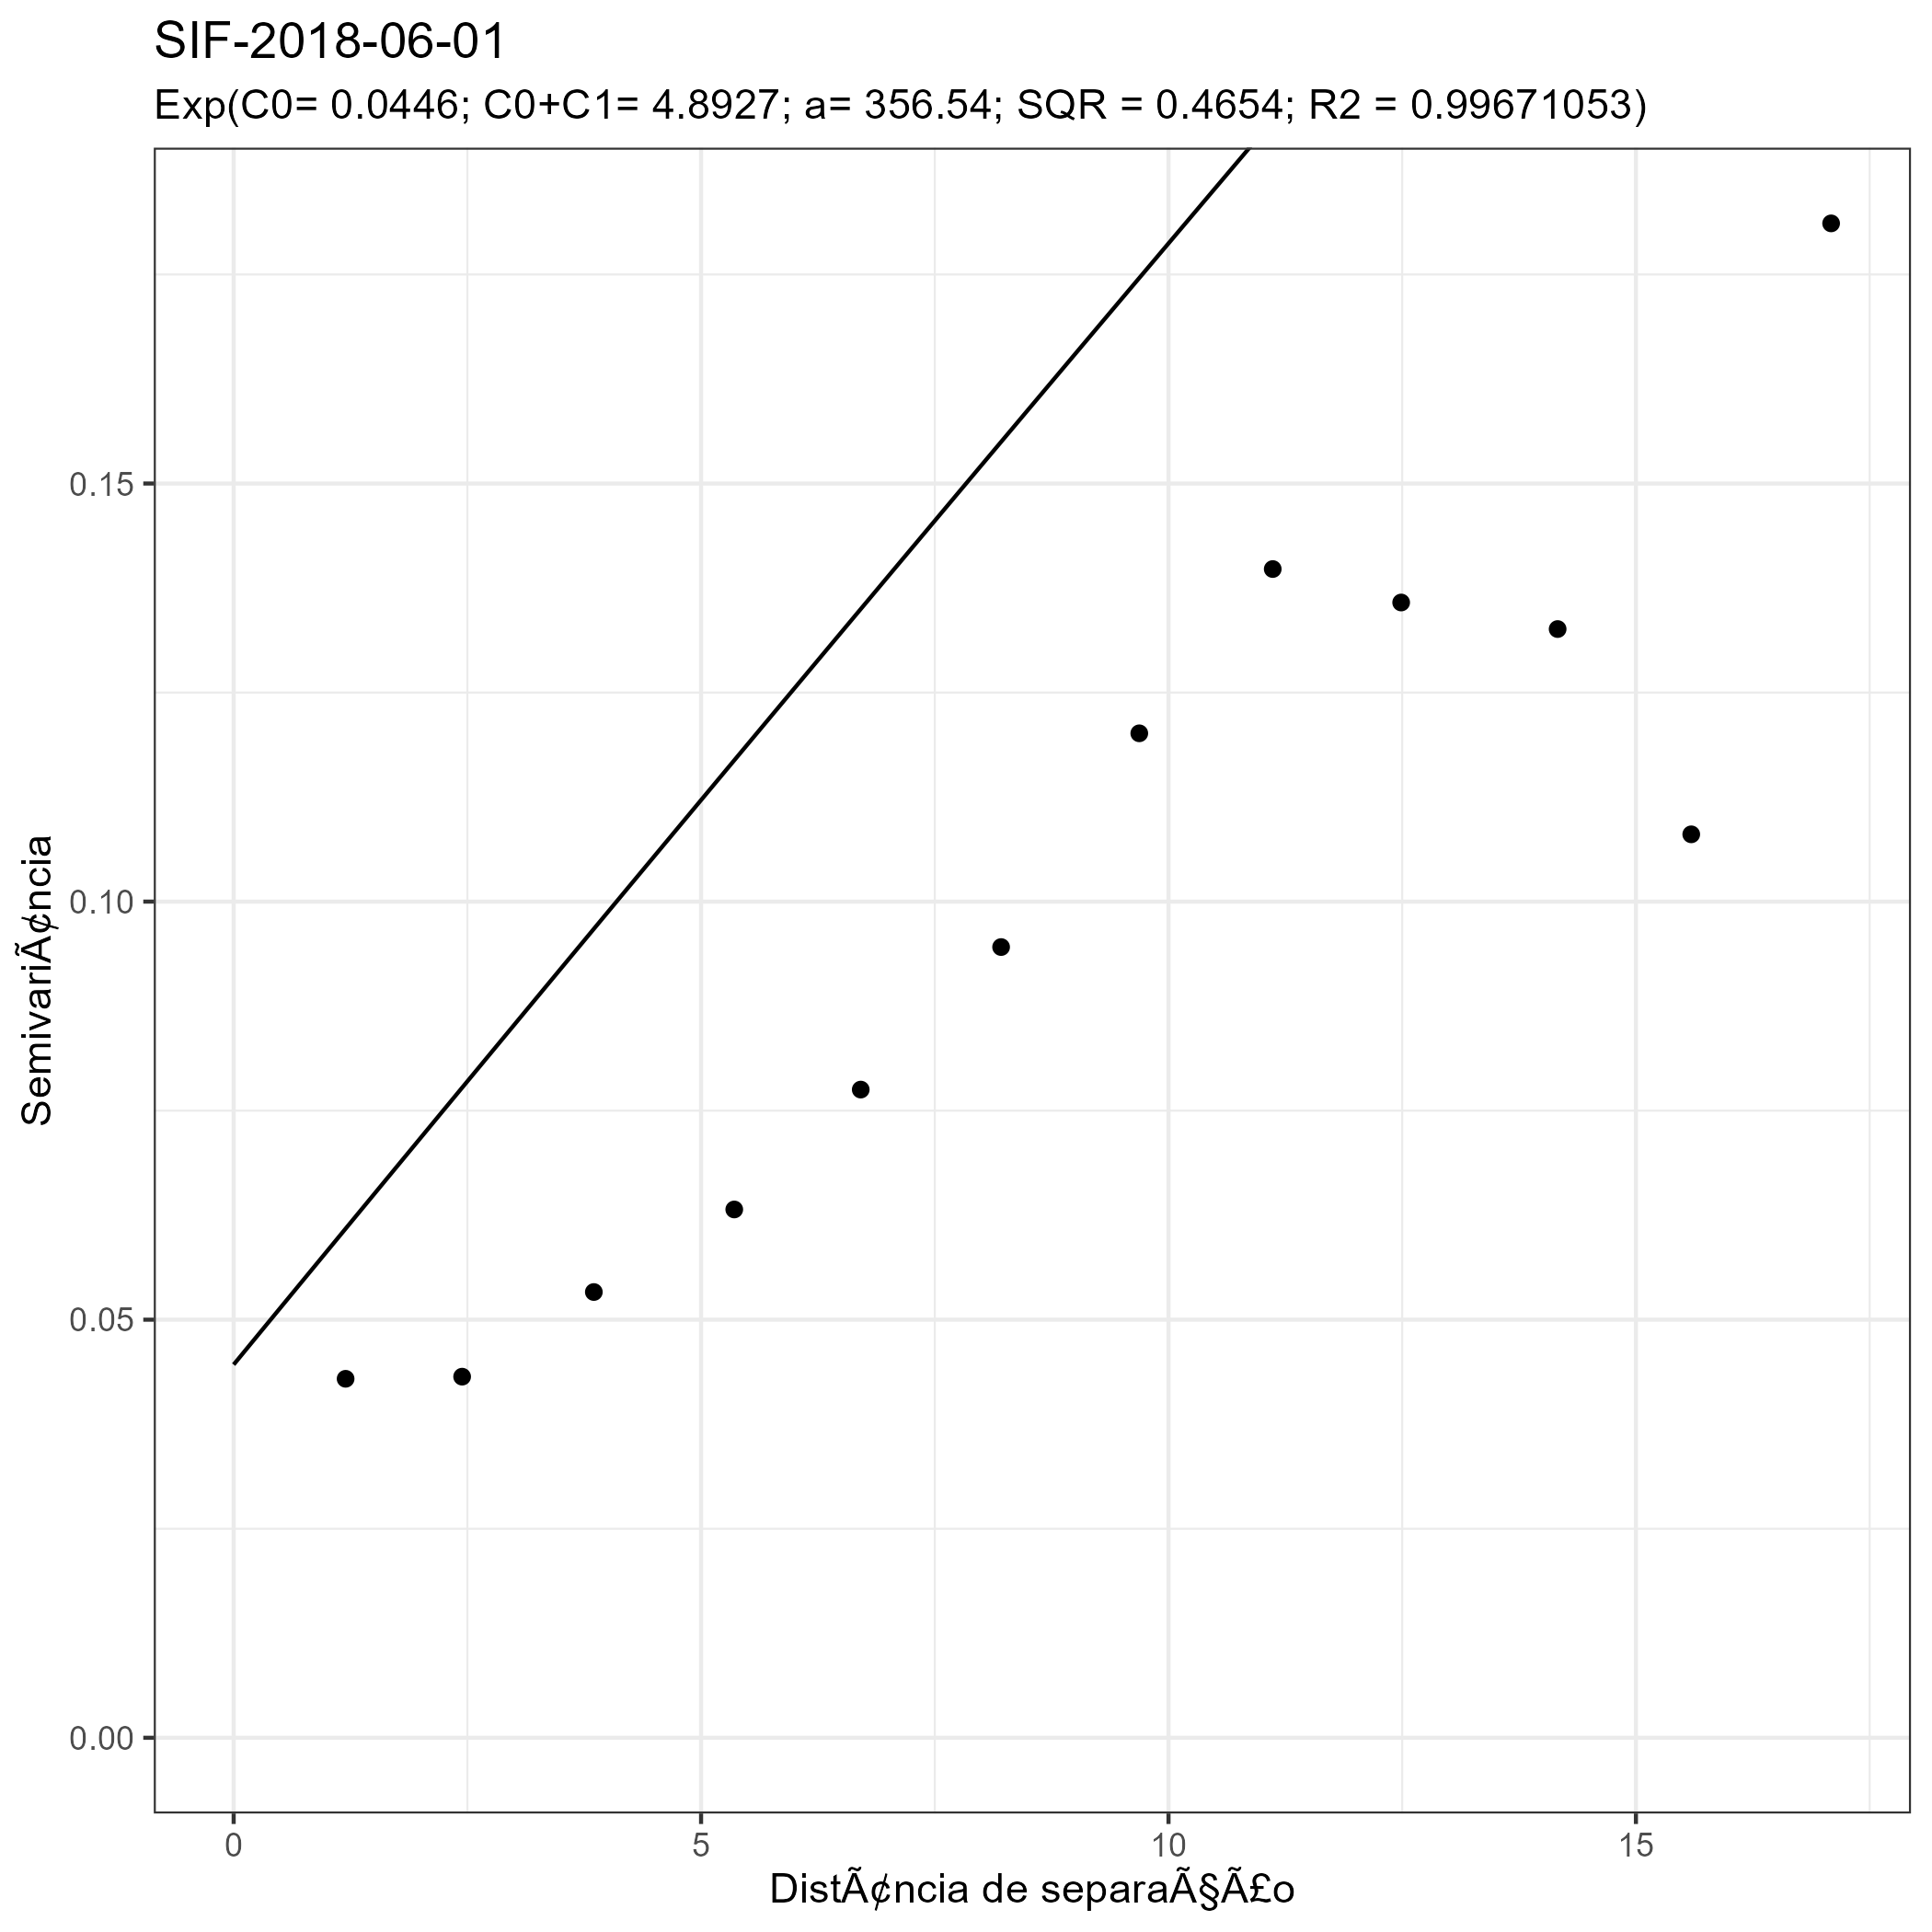 SIF-2018-06-01
Exp(C0= 0.0446; C0+C1= 4.8927; a= 356.54; SQR = 0.4654; R2 = 0.99671053)
SemivariÃ¢ncia
0.15
0.10
0.05
0.00
0 5 10 15
DistÃ¢ncia de separaÃ§Ã£o